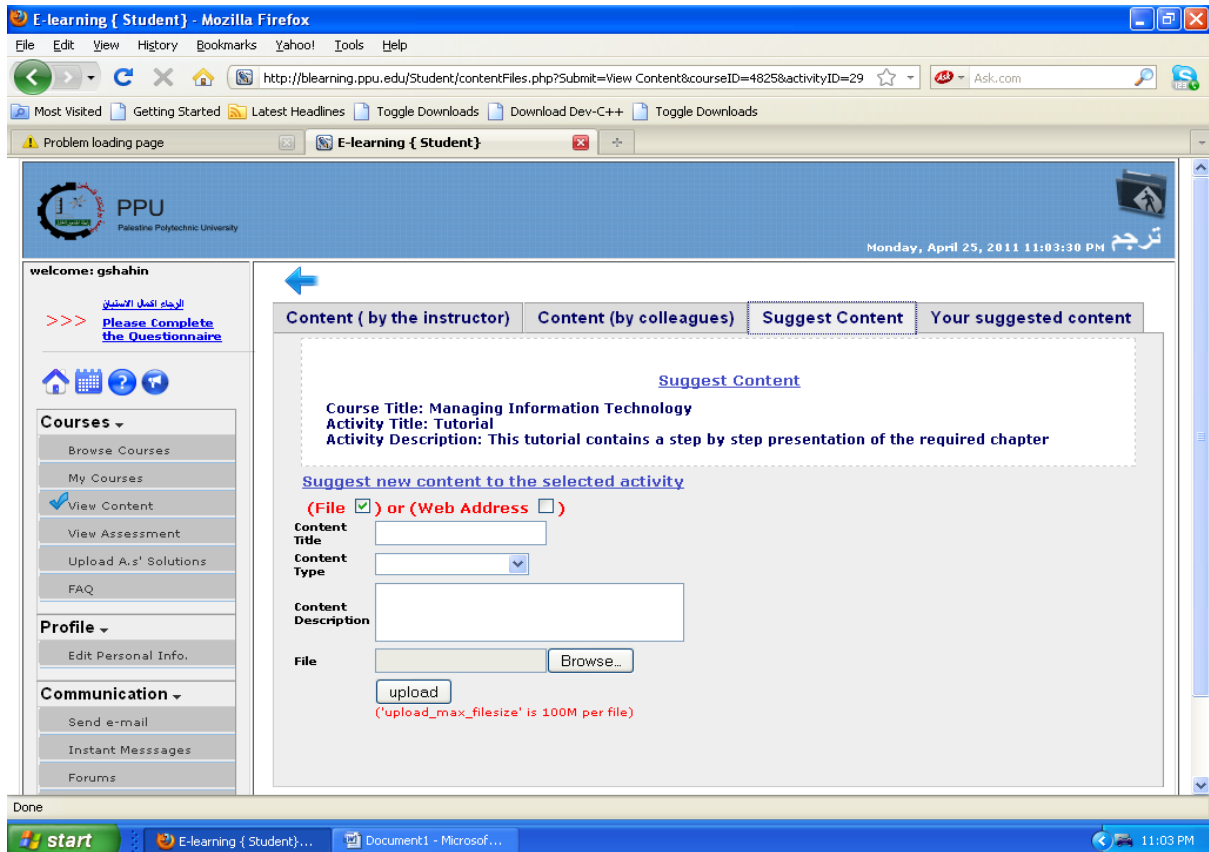 E-learning { Student} - Mozilla Firefox
File Edit View History Bookmarks Yahoo! Tools Help
http://blearning.ppu.edu/Student/contentFiles.php?Submit=View Content&courseID=4825&activityID=29
Ask.com
Most Visited Getting Started Latest Headlines Toggle Downloads Download Dev-C++ Toggle Downloads
Problem loading page
E-learning { Student}
PPU
Palestine Polytechnic University
ترجم
Monday, April 25, 2011 11:03:30 PM
welcome: gshahin
الرجاء اكمال الاستبيان
>>> Please Complete
the Questionnaire
Courses
Browse Courses
My Courses
View Content
View Assessment
Upload A.s' Solutions
FAQ
Profile
Edit Personal Info.
Communication
Send e-mail
Instant Messsages
Forums
Content ( by the instructor) Content (by colleagues) Suggest Content Your suggested content
Suggest Content
Course Title: Managing Information Technology
Activity Title: Tutorial
Activity Description: This tutorial contains a step by step presentation of the required chapter
Suggest new content to the selected activity
(File ) or (Web Address )
Content
Title
Content
Type
Content
Description
File
Browse...
upload
('upload_max_filesize' is 100M per file)
Done
start
E-learning { Student}...
Document1 - Microsof...
11:03 PM